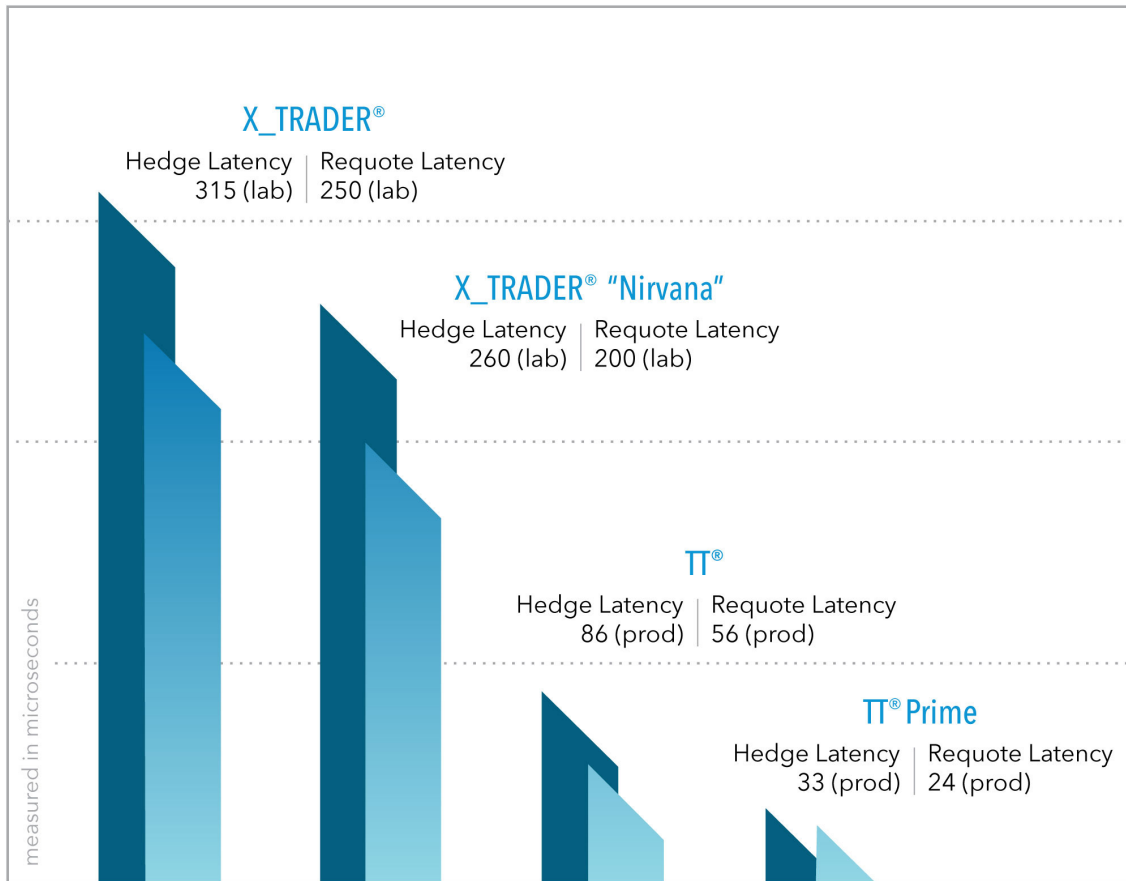 X_TRADER®
Hedge Latency | Requote Latency
315 (lab) | 250 (lab)
X_TRADER® “Nirvana“
Hedge Latency | Requote Latency
260 (lab) | 200 (lab)
TT®
Hedge Latency | Requote Latency
86 (prod) | 56 (prod)
TT® Prime
Hedge Latency | Requote Latency
33 (prod) | 24 (prod)
measured in microseconds